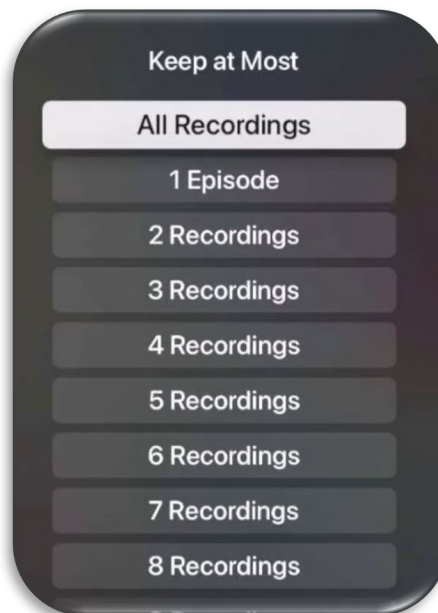 Keep at Most
All Recordings
1 Episode
2 Recordings
3 Recordings
4 Recordings
5 Recordings
6 Recordings
7 Recordings
8 Recordings